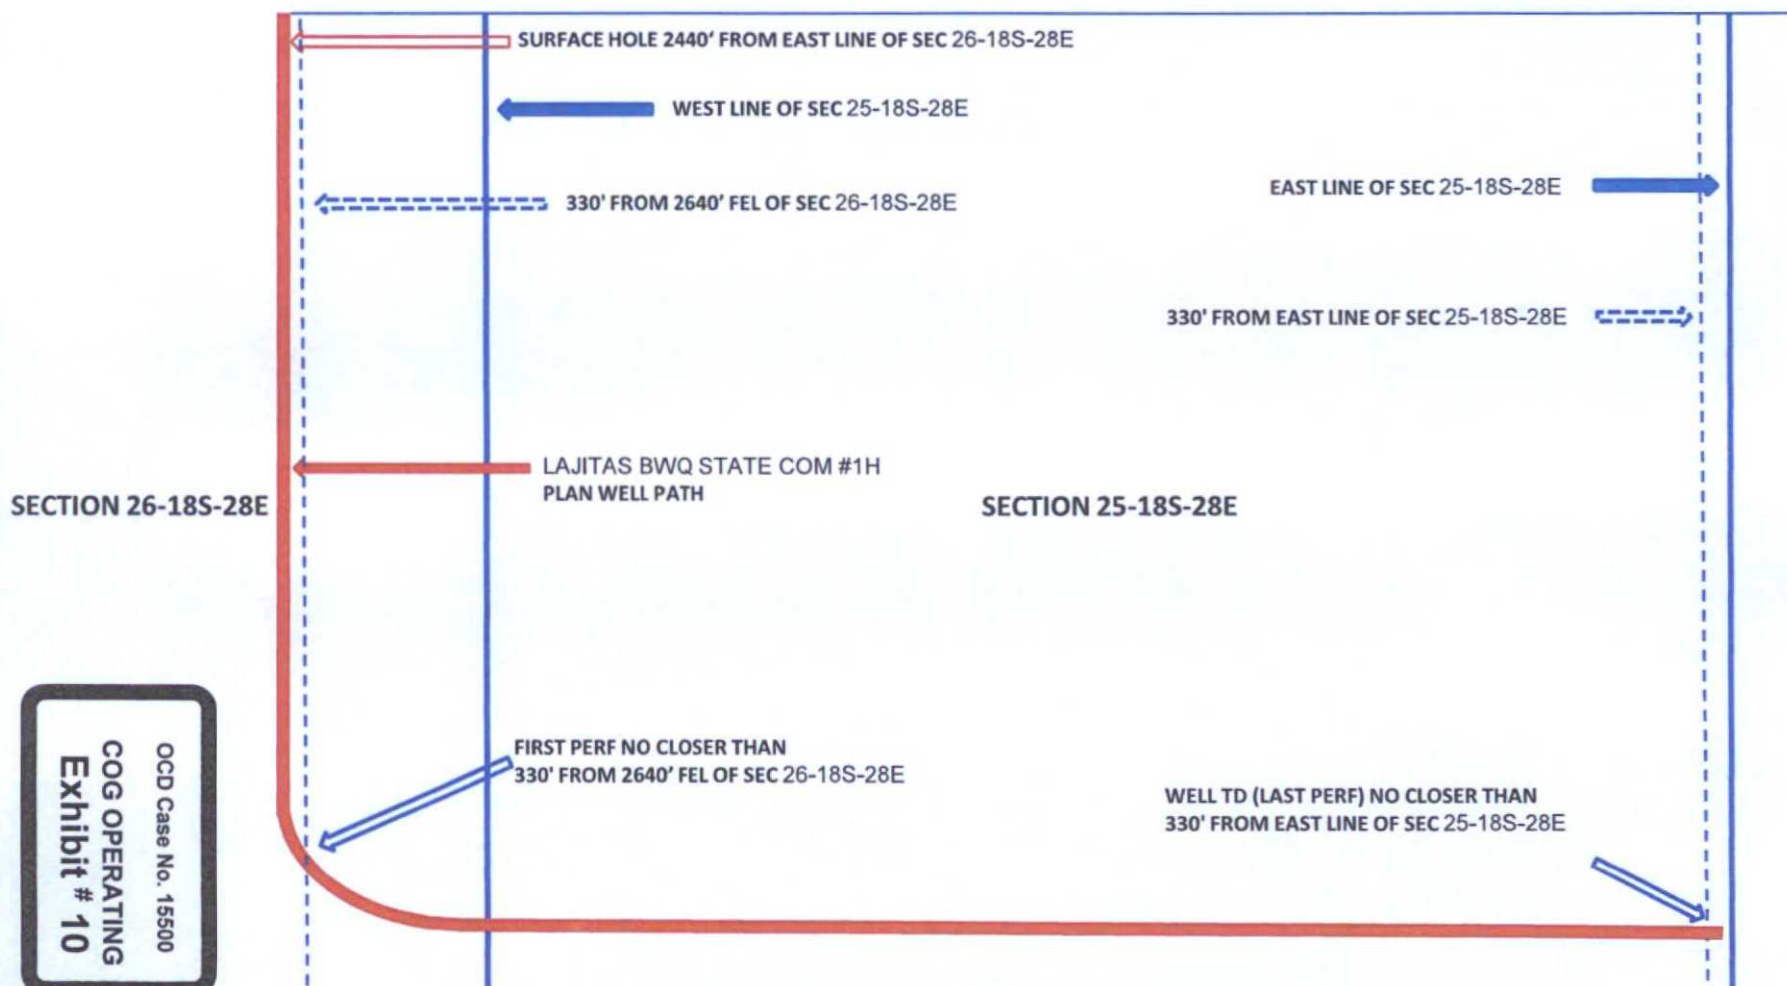 SURFACE HOLE 2440' FROM EAST LINE OF SEC 26-18S-28E
WEST LINE OF SEC 25-18S-28E
EAST LINE OF SEC 25-18S-28E
330' FROM 2640' FEL OF SEC 26-18S-28E
330' FROM EAST LINE OF SEC 25-18S-28E
LAJITAS BWQ STATE COM #1H
PLAN WELL PATH
SECTION 26-18S-28E
SECTION 25-18S-28E
FIRST PERF NO CLOSER THAN
330' FROM 2640' FEL OF SEC 26-18S-28E
WELL TD (LAST PERF) NO CLOSER THAN
330' FROM EAST LINE OF SEC 25-18S-28E
OCD Case No. 15500
COG OPERATING
Exhibit # 10